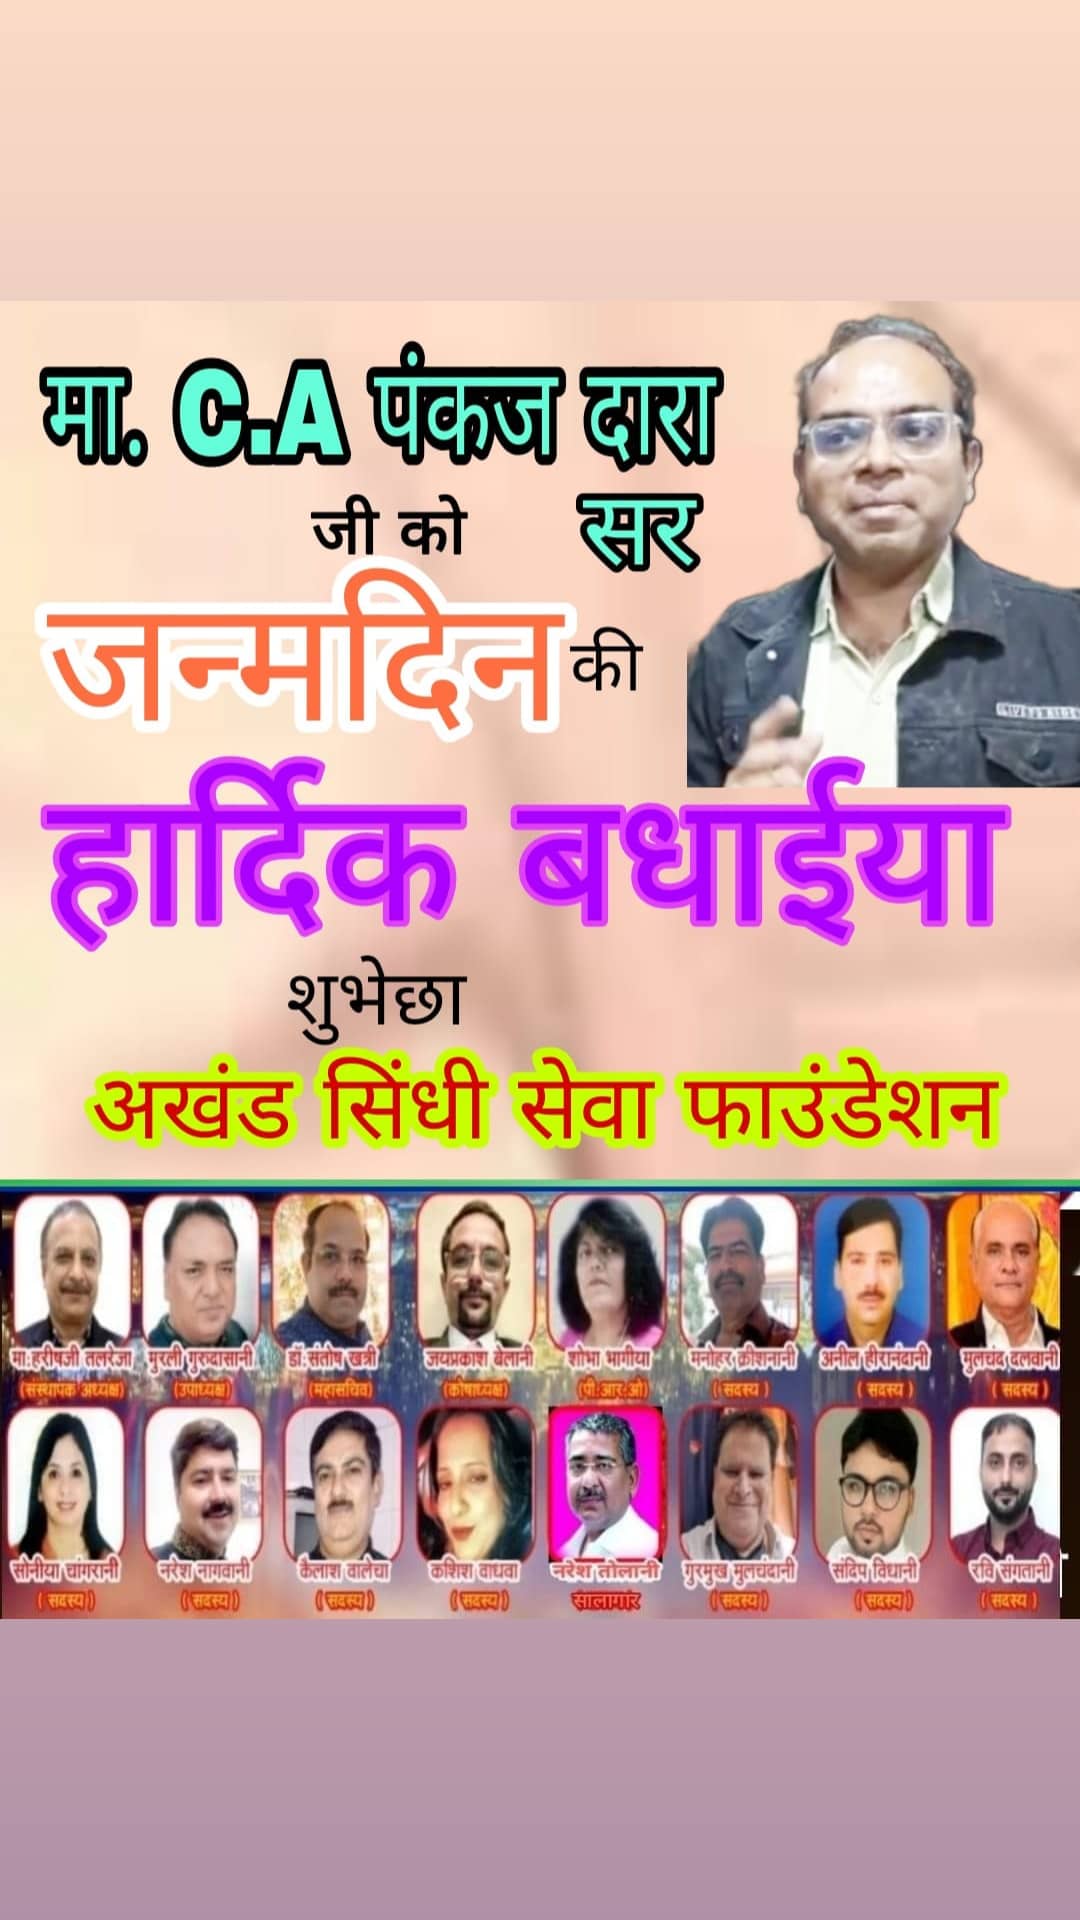 मा. C.A पंकज दारा
जी को सर
जन्मदिन की
हार्दिक बधाईया
शुभेछा
अखंड सिंधी सेवा फाउंडेशन
मा.हरीषजी तलरेजा मुरली गुरुदासानी डॉ.संतोष खत्री जयप्रकाश बेलानी शोभा भागीया मनोहर क्रीशनानी अनील हीरानंदानी मुलचंद दलवानी
(संस्थापक अध्यक्ष) (उपाध्यक्ष) (महासचिव) (कोषाध्यक्ष) (पी.आर.ओ) (सदस्य) (सदस्य) (सदस्य)
सोनीया चांगरानी नरेश नागवानी कैलाश वालेचा कशिश वाधवा नरेश तोलानी गुरमुख मुलचंदानी संदिप विधानी रवि संगतानी
(सदस्य) (सदस्य) (सदस्य) (सदस्य) सालागार (सदस्य) (सदस्य) (सदस्य)